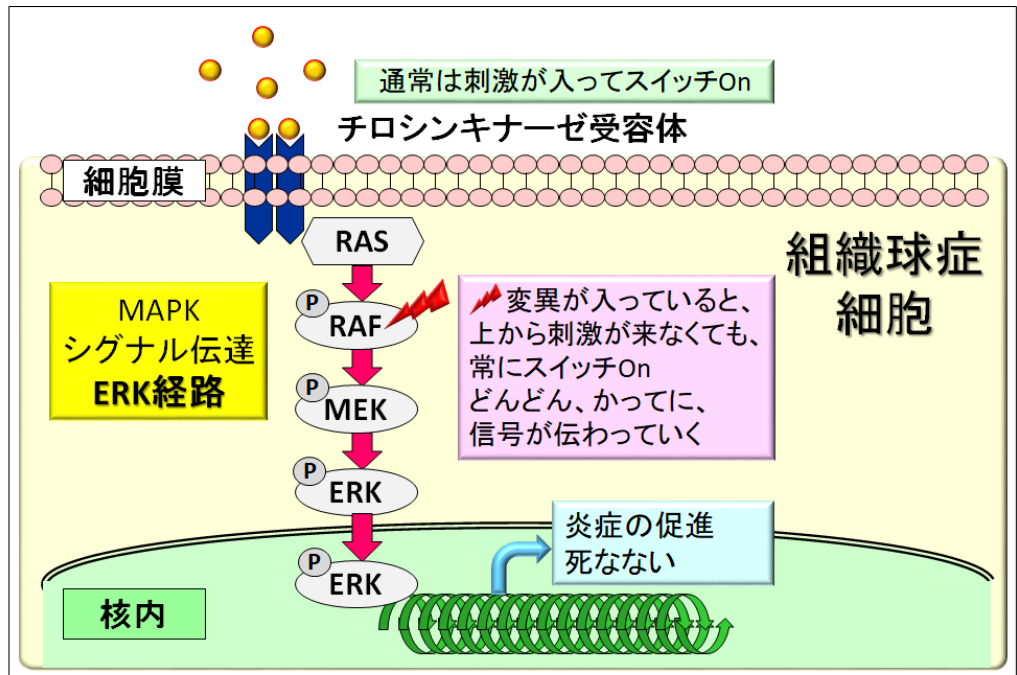 通常は刺激が入ってスイッチOn
チロシンキナーゼ受容体
細胞膜
RAS
組織球症
細胞
P
RAF
変異が入っていると、
上から刺激が来なくても、
常にスイッチOn
どんどん、かってに、
信号が伝わっていく
MAPK
シグナル伝達
ERK経路
P
MEK
P
ERK
炎症の促進
死なない
P
ERK
核内